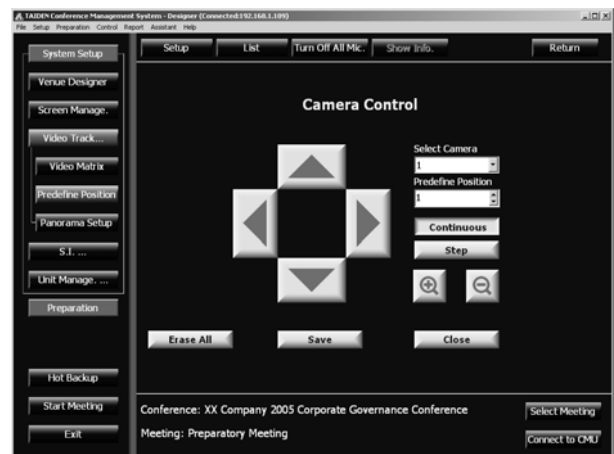 TAIDEN Conference Management System - Designer (Connected:192.168.1.109)
File Setup Preparation Control Report Assistant Help
System Setup
Setup
List
Turn Off All Mic.
Show Info.
Return
Venue Designer
Screen Manage.
Video Track...
Video Matrix
Predefine Position
Panorama Setup
S.I. ...
Unit Manage. ...
Preparation
Hot Backup
Start Meeting
Exit
Camera Control
Select Camera
1
Predefine Position
1
Continuous
Step
Erase All
Save
Close
Conference: XX Company 2005 Corporate Governance Conference
Meeting: Preparatory Meeting
Select Meeting
Connect to CMU